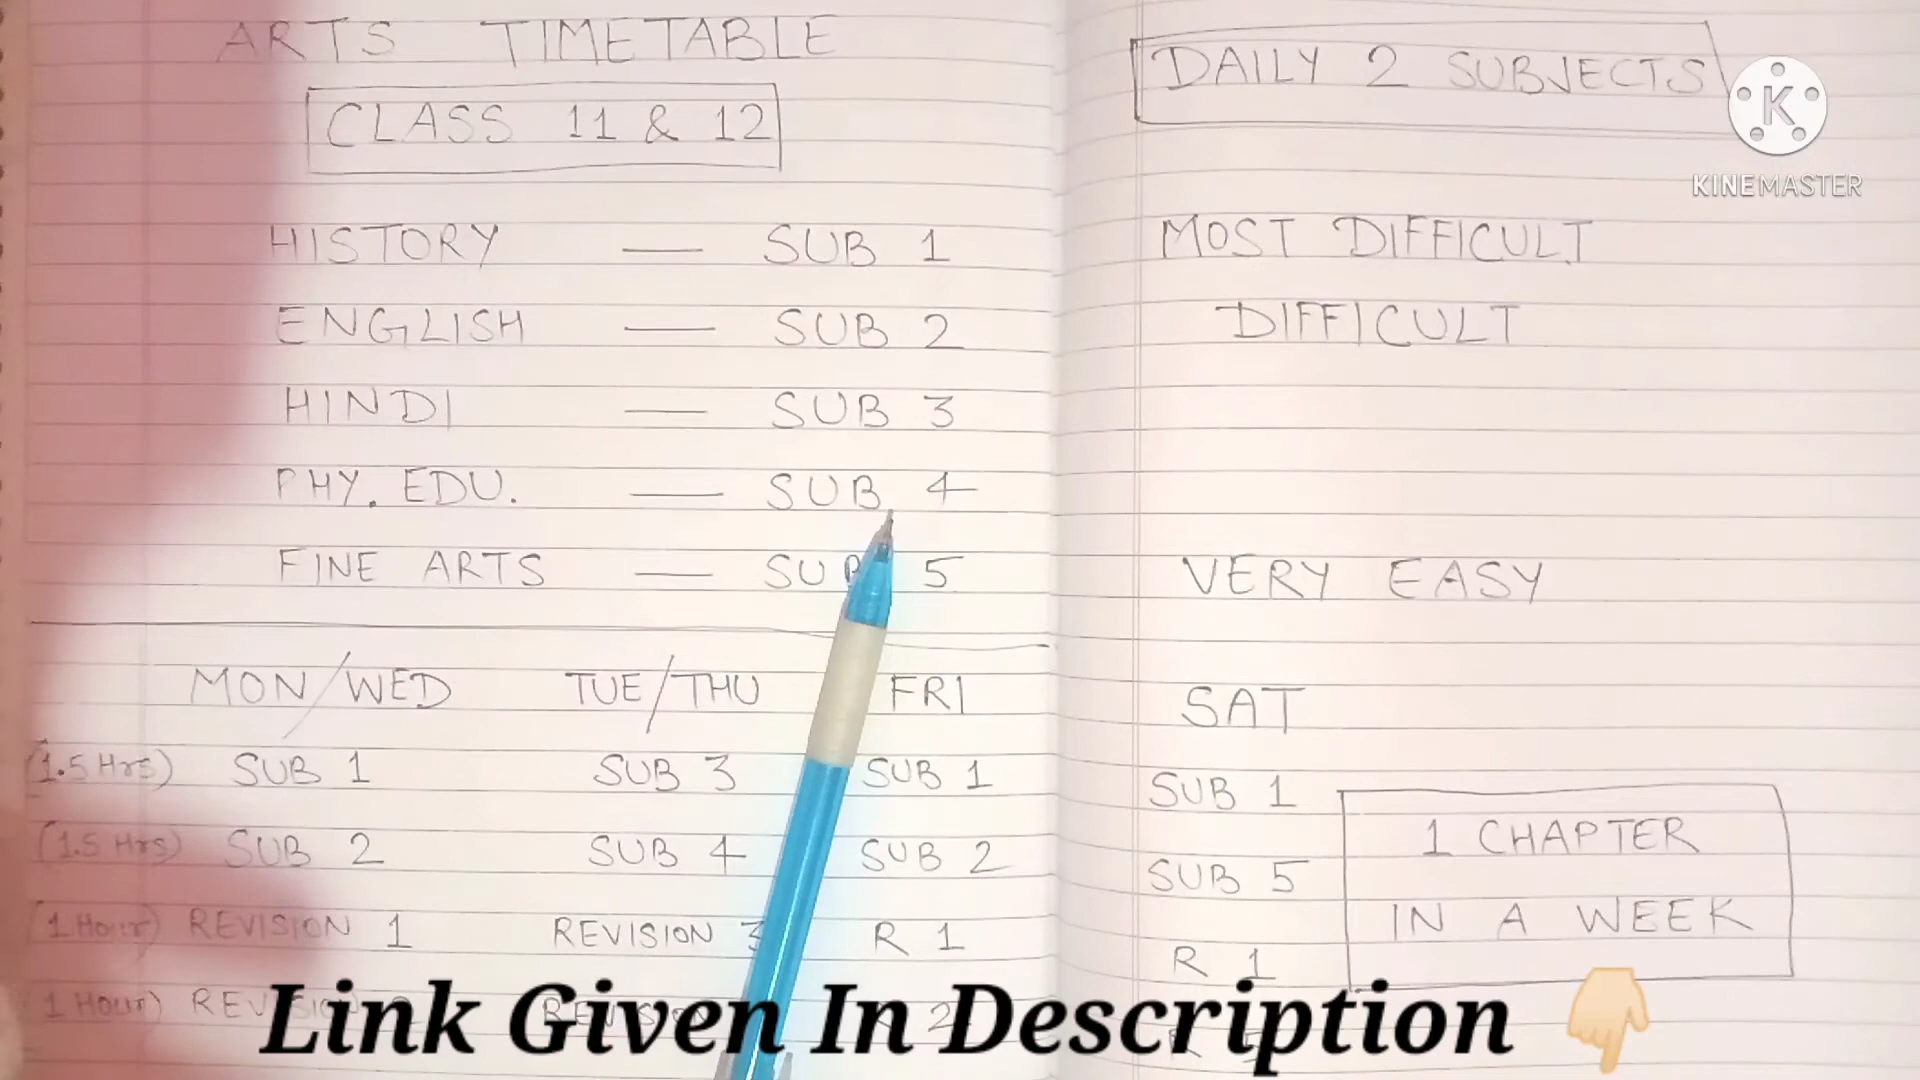 ARTS TIMETABLE
CLASS 11 & 12
HISTORY — SUB 1
ENGLISH — SUB 2
HINDI — SUB 3
PHY. EDU. — SUB 4
FINE ARTS — SUB 5
MON/WED TUE/THU FRI
(1.5 Hrs) SUB 1 SUB 3 SUB 1
(1.5 Hrs) SUB 2 SUB 4 SUB 2
(1 Hour) REVISION 1 REVISION 3 R 1
1 Hour)
DAILY 2 SUBJECTS
K
KINEMASTER
MOST DIFFICULT
DIFFICULT
VERY EASY
SAT
SUB 1
SUB 5
R 1
1 CHAPTER
IN A WEEK
Link Given In Description